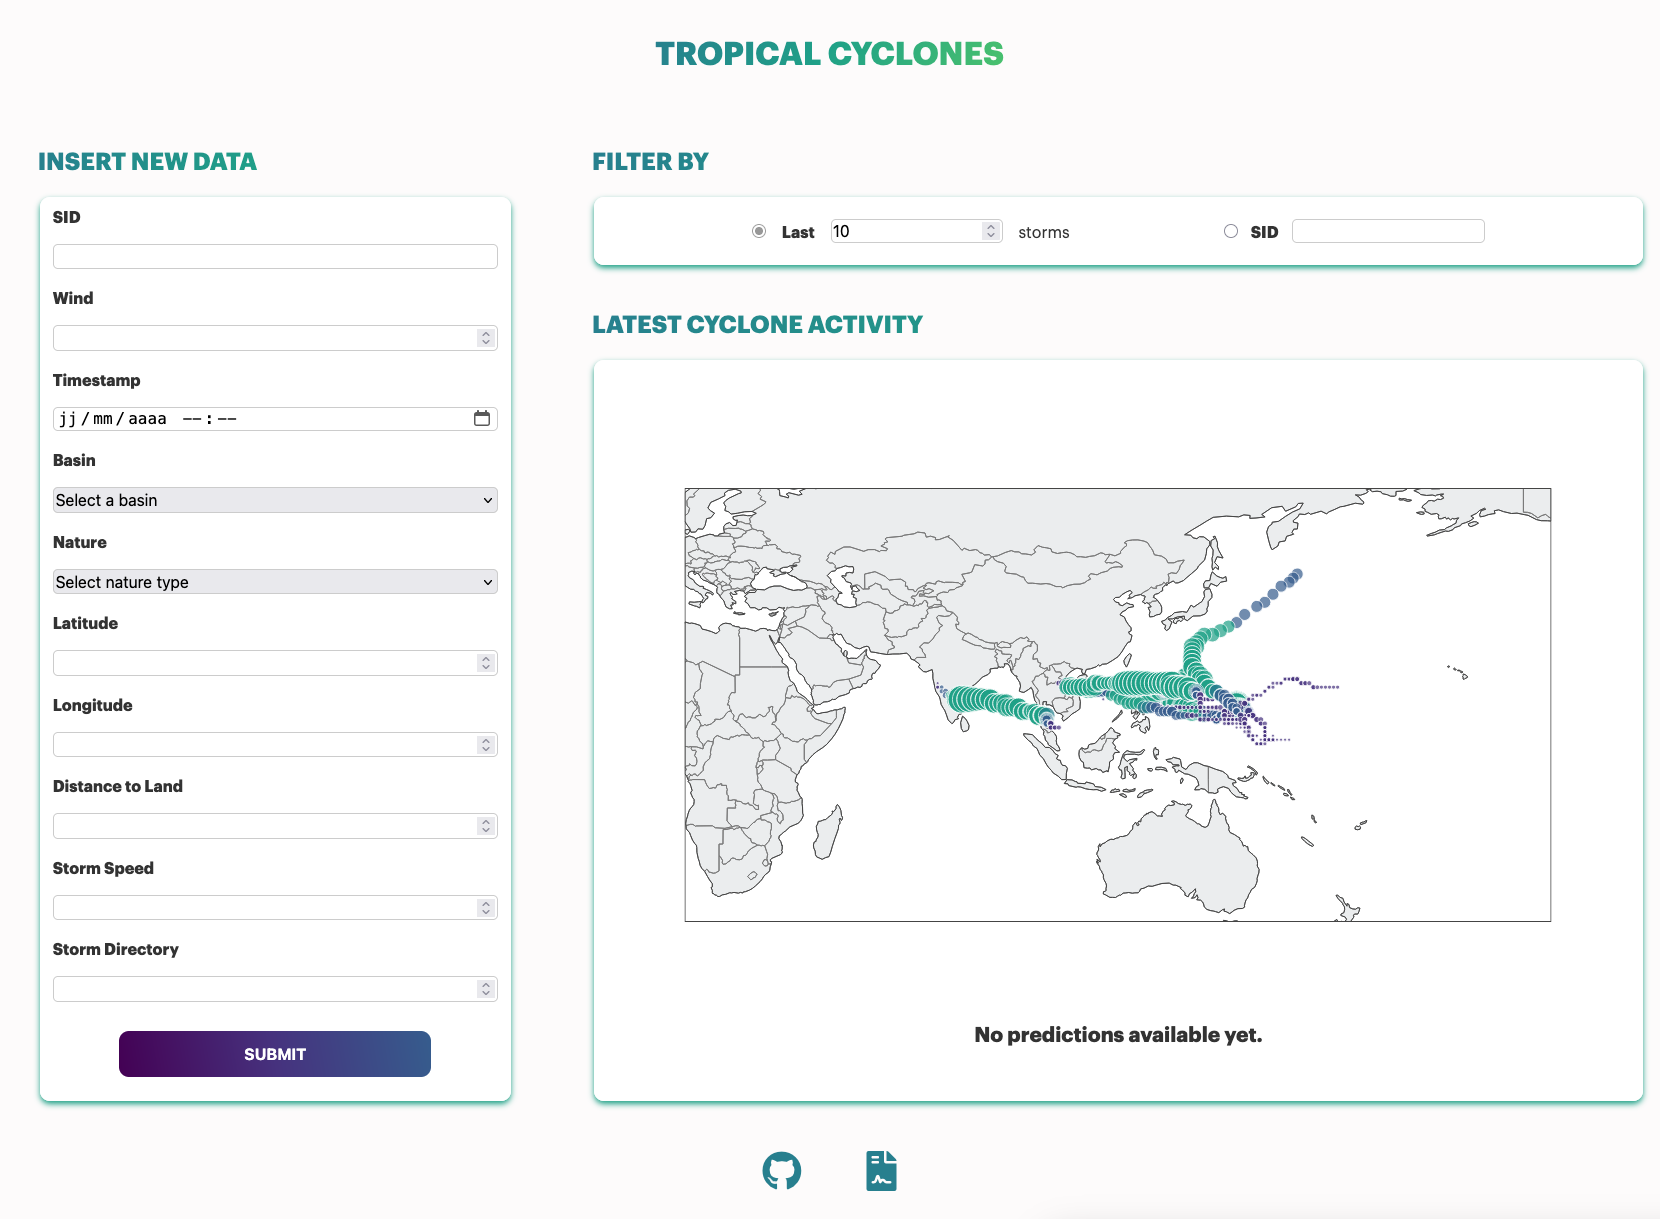 TROPICAL CYCLONES
INSERT NEW DATA
SID
Wind
Timestamp
jj/mm/aaaa --:--
Basin
Select a basin
Nature
Select nature type
Latitude
Longitude
Distance to Land
Storm Speed
Storm Directory
SUBMIT
FILTER BY
Last 10 storms SID
LATEST CYCLONE ACTIVITY
No predictions available yet.